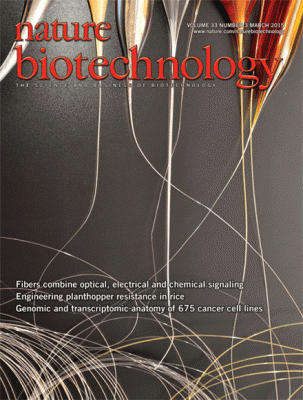 VOLUME 33 NUMBER 3 MARCH 2015
www.nature.com/naturebiotechnology
nature
biotechnology
THE SCIENCE AND BUSINESS OF BIOTECHNOLOGY
Fibers combine optical, electrical and chemical signaling
Engineering planthopper resistance in rice
Genomic and transcriptomic anatomy of 675 cancer cell lines